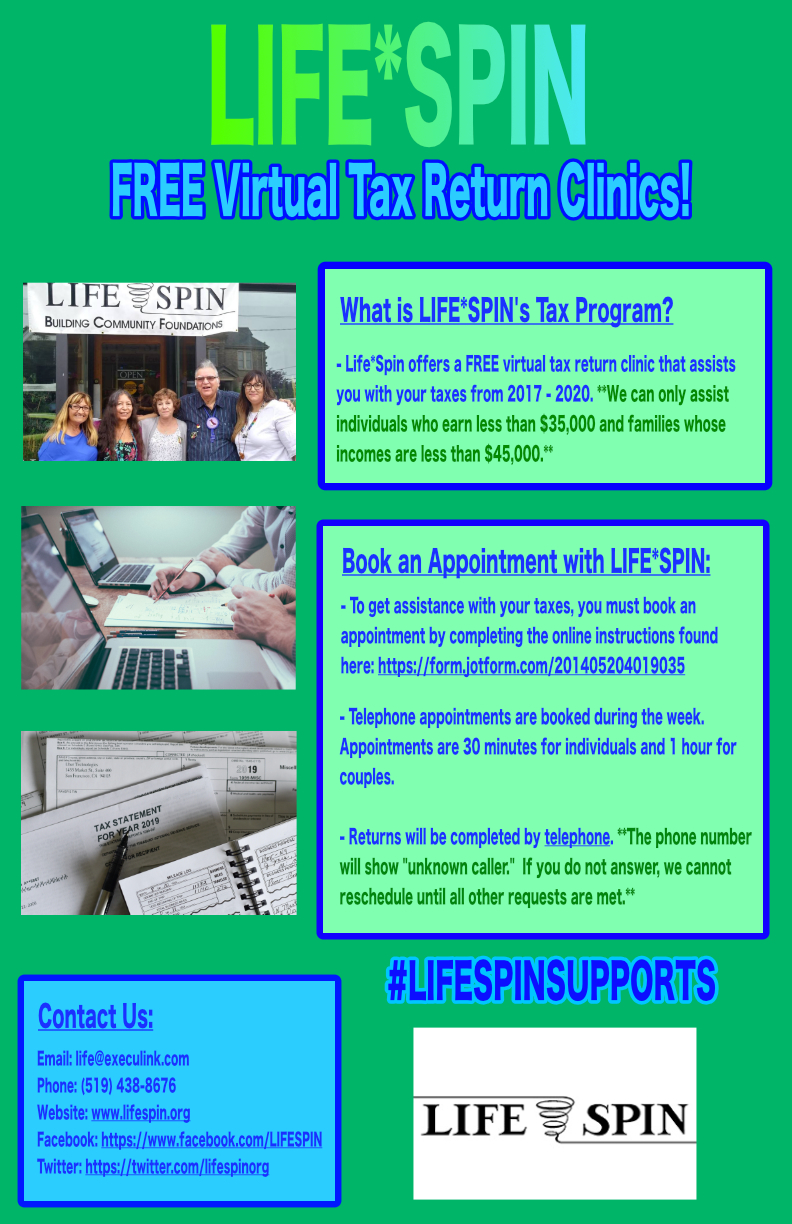 LIFE*SPIN
FREE Virtual Tax Return Clinics!
LIFE SPIN
BUILDING COMMUNITY FOUNDATIONS
OPEN
What is LIFE*SPIN's Tax Program?
- Life*Spin offers a FREE virtual tax return clinic that assists
you with your taxes from 2017 - 2020. **We can only assist
individuals who earn less than $35,000 and families whose
incomes are less than $45,000.**
Book an Appointment with LIFE*SPIN:
- To get assistance with your taxes, you must book an
appointment by completing the online instructions found
here: https://form.jotform.com/201405204019035
- Telephone appointments are booked during the week.
Appointments are 30 minutes for individuals and 1 hour for
couples.
- Returns will be completed by telephone. **The phone number
will show "unknown caller."  If you do not answer, we cannot
reschedule until all other requests are met.**
2019
TAX STATEMENT
FOR YEAR 2019
MILEAGE LOG
#LIFESPINSUPPORTS
Contact Us:
Email: life@execulink.com
Phone: (519) 438-8676
Website: www.lifespin.org
Facebook: https://www.facebook.com/LIFESPIN
Twitter: https://twitter.com/lifespinorg
LIFE SPIN